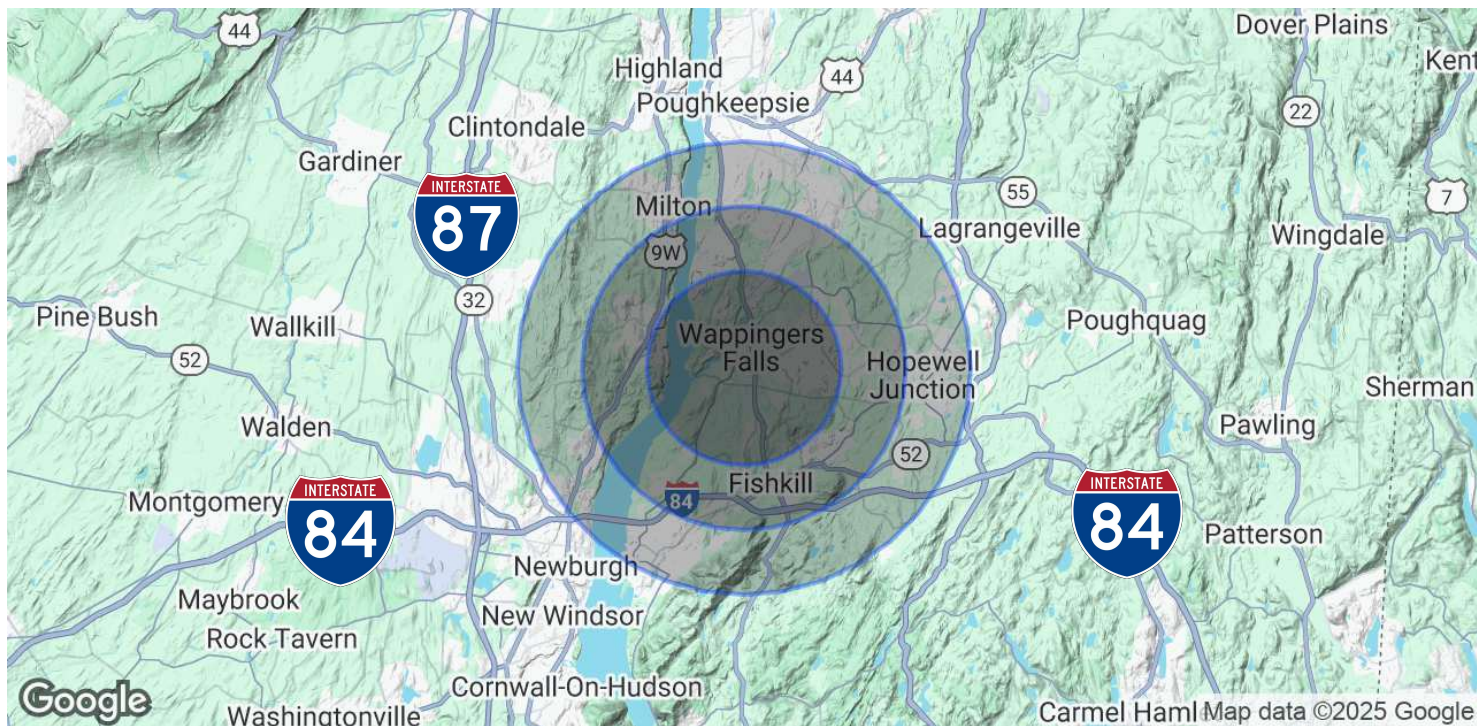 44
Dover Plains
Highland
44
Kent
Poughkeepsie
22
Clintondale
Gardiner
INTERSTATE
87
55
7
Milton
Lagrangeville
Wingdale
9W
32
Pine Bush
Wallkill
Wappingers
Falls
Poughquag
52
Hopewell
Junction
Sherman
Walden
Pawling
52
Montgomery
INTERSTATE
84
Fishkill
84
INTERSTATE
84
Patterson
Newburgh
Maybrook
New Windsor
Rock Tavern
Cornwall-On-Hudson
Google
Washingtonville
Carmel Haml
Map data ©2025 Google